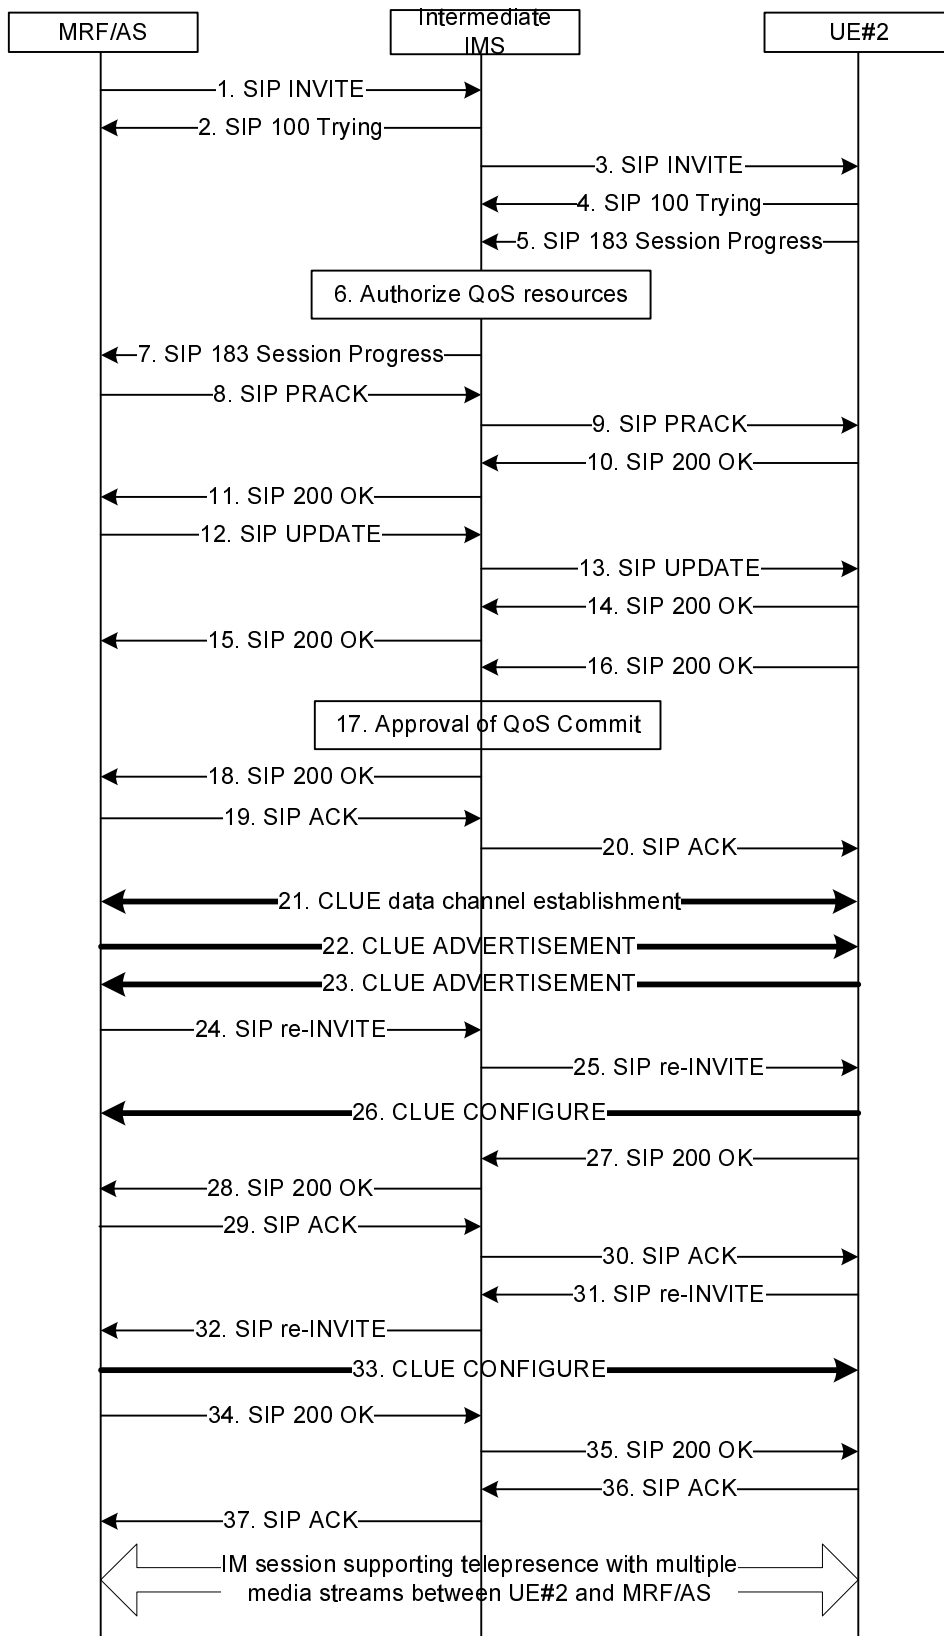 MRF/AS
Intermediate
IMS
UE#2
1. SIP INVITE
2. SIP 100 Trying
3. SIP INVITE
4. SIP 100 Trying
5. SIP 183 Session Progress
6. Authorize QoS resources
7. SIP 183 Session Progress
8. SIP PRACK
9. SIP PRACK
10. SIP 200 OK
11. SIP 200 OK
12. SIP UPDATE
13. SIP UPDATE
14. SIP 200 OK
15. SIP 200 OK
16. SIP 200 OK
17. Approval of QoS Commit
18. SIP 200 OK
19. SIP ACK
20. SIP ACK
21. CLUE data channel establishment
22. CLUE ADVERTISEMENT
23. CLUE ADVERTISEMENT
24. SIP re-INVITE
25. SIP re-INVITE
26. CLUE CONFIGURE
27. SIP 200 OK
28. SIP 200 OK
29. SIP ACK
30. SIP ACK
31. SIP re-INVITE
32. SIP re-INVITE
33. CLUE CONFIGURE
34. SIP 200 OK
35. SIP 200 OK
36. SIP ACK
37. SIP ACK
IM session supporting telepresence with multiple
media streams between UE#2 and MRF/AS